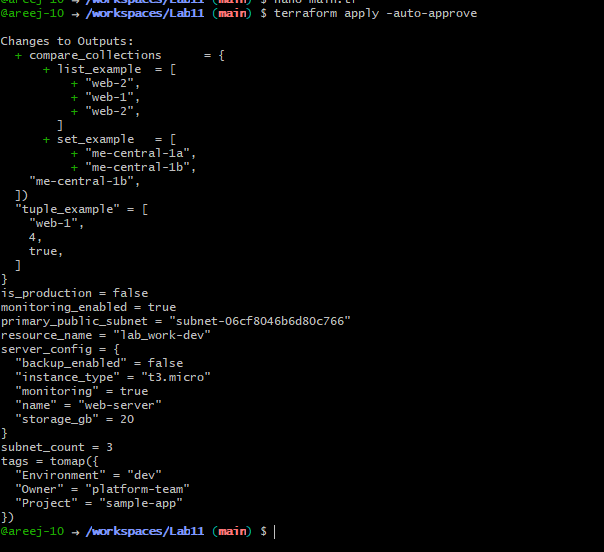 @areej-10 → /workspaces/Lab11 (main) $ nano main.tf
@areej-10 → /workspaces/Lab11 (main) $ terraform apply -auto-approve
Changes to Outputs:
  + compare_collections      = {
      + list_example  = [
          + "web-2",
          + "web-1",
          + "web-2",
        ]
      + set_example   = [
          + "me-central-1a",
          + "me-central-1b",
    "me-central-1b",
  ])
  "tuple_example" = [
    "web-1",
    4,
    true,
  ]
}
is_production = false
monitoring_enabled = true
primary_public_subnet = "subnet-06cf8046b6d80c766"
resource_name = "lab_work-dev"
server_config = {
  "backup_enabled" = false
  "instance_type" = "t3.micro"
  "monitoring" = true
  "name" = "web-server"
  "storage_gb" = 20
}
subnet_count = 3
tags = tomap({
  "Environment" = "dev"
  "Owner" = "platform-team"
  "Project" = "sample-app"
})
@areej-10 → /workspaces/Lab11 (main) $